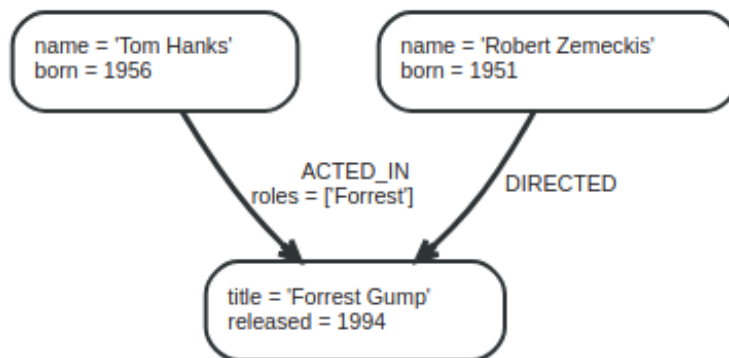 name = 'Tom Hanks'
born = 1956
name = 'Robert Zemeckis'
born = 1951
ACTED_IN
roles = ['Forrest']
DIRECTED
title = 'Forrest Gump'
released = 1994